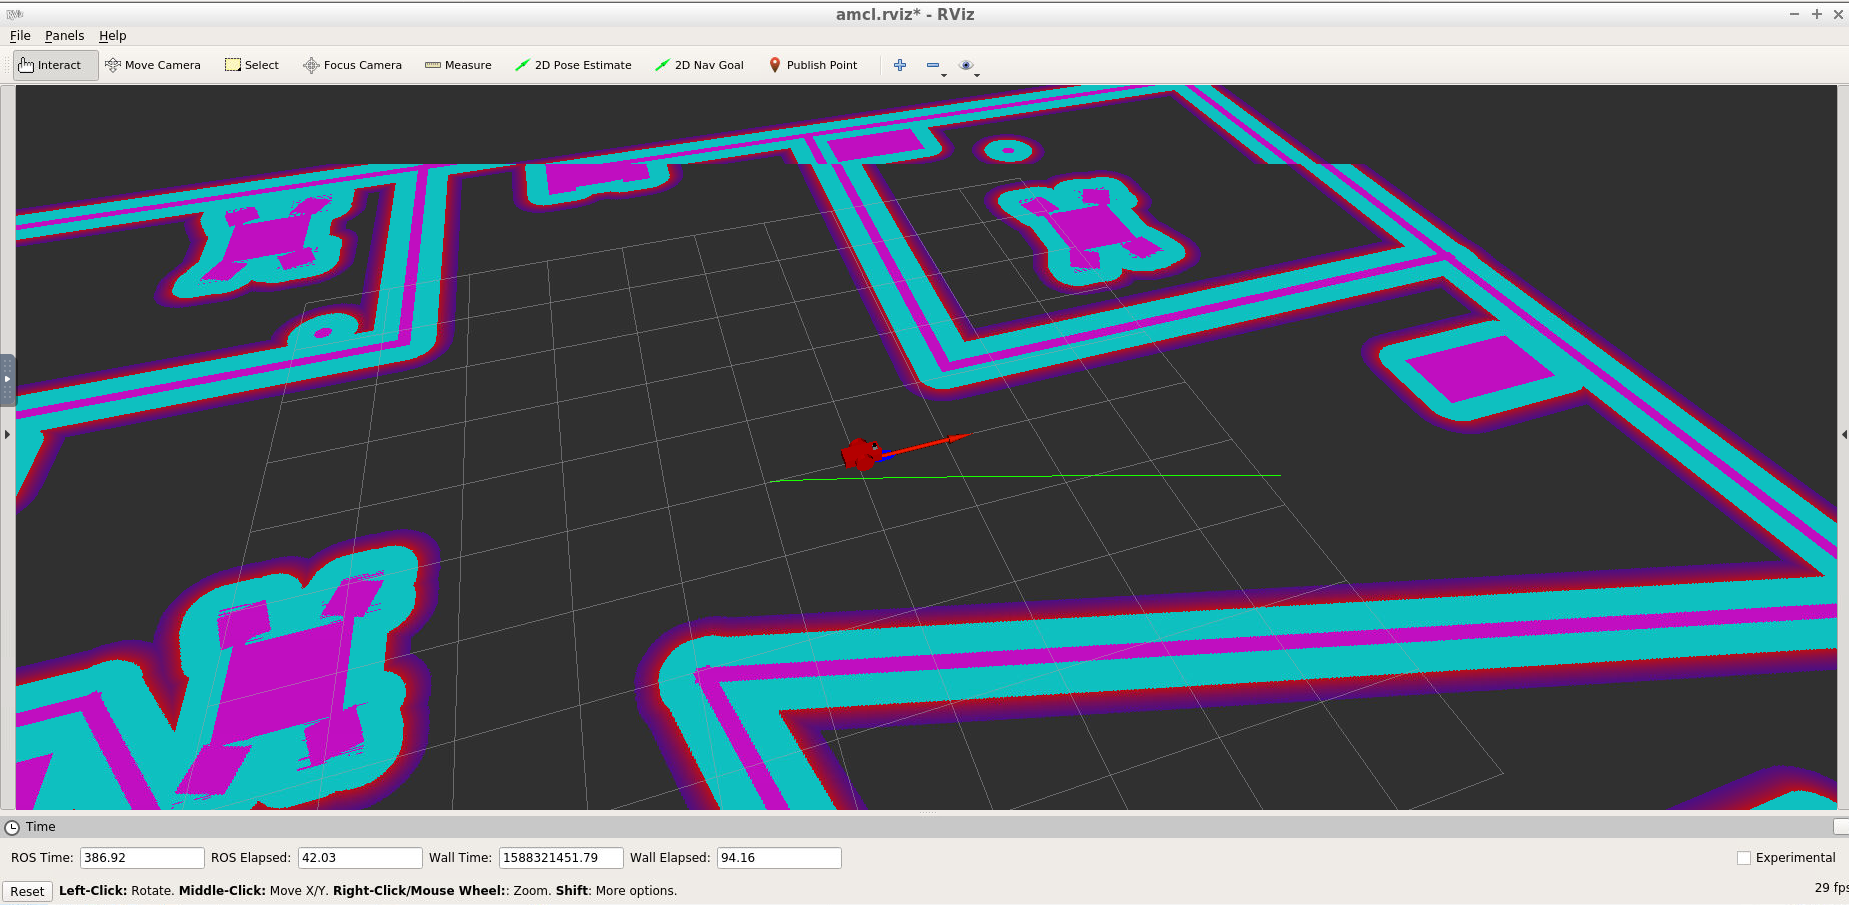 amcl.rviz* - RViz
File Panels Help
Interact Move Camera Select Focus Camera Measure 2D Pose Estimate 2D Nav Goal Publish Point
Time
ROS Time: 386.92 ROS Elapsed: 42.03 Wall Time: 1588321451.79 Wall Elapsed: 94.16 Experimental
Reset Left-Click: Rotate. Middle-Click: Move X/Y. Right-Click/Mouse Wheel:: Zoom. Shift: More options. 29 fps